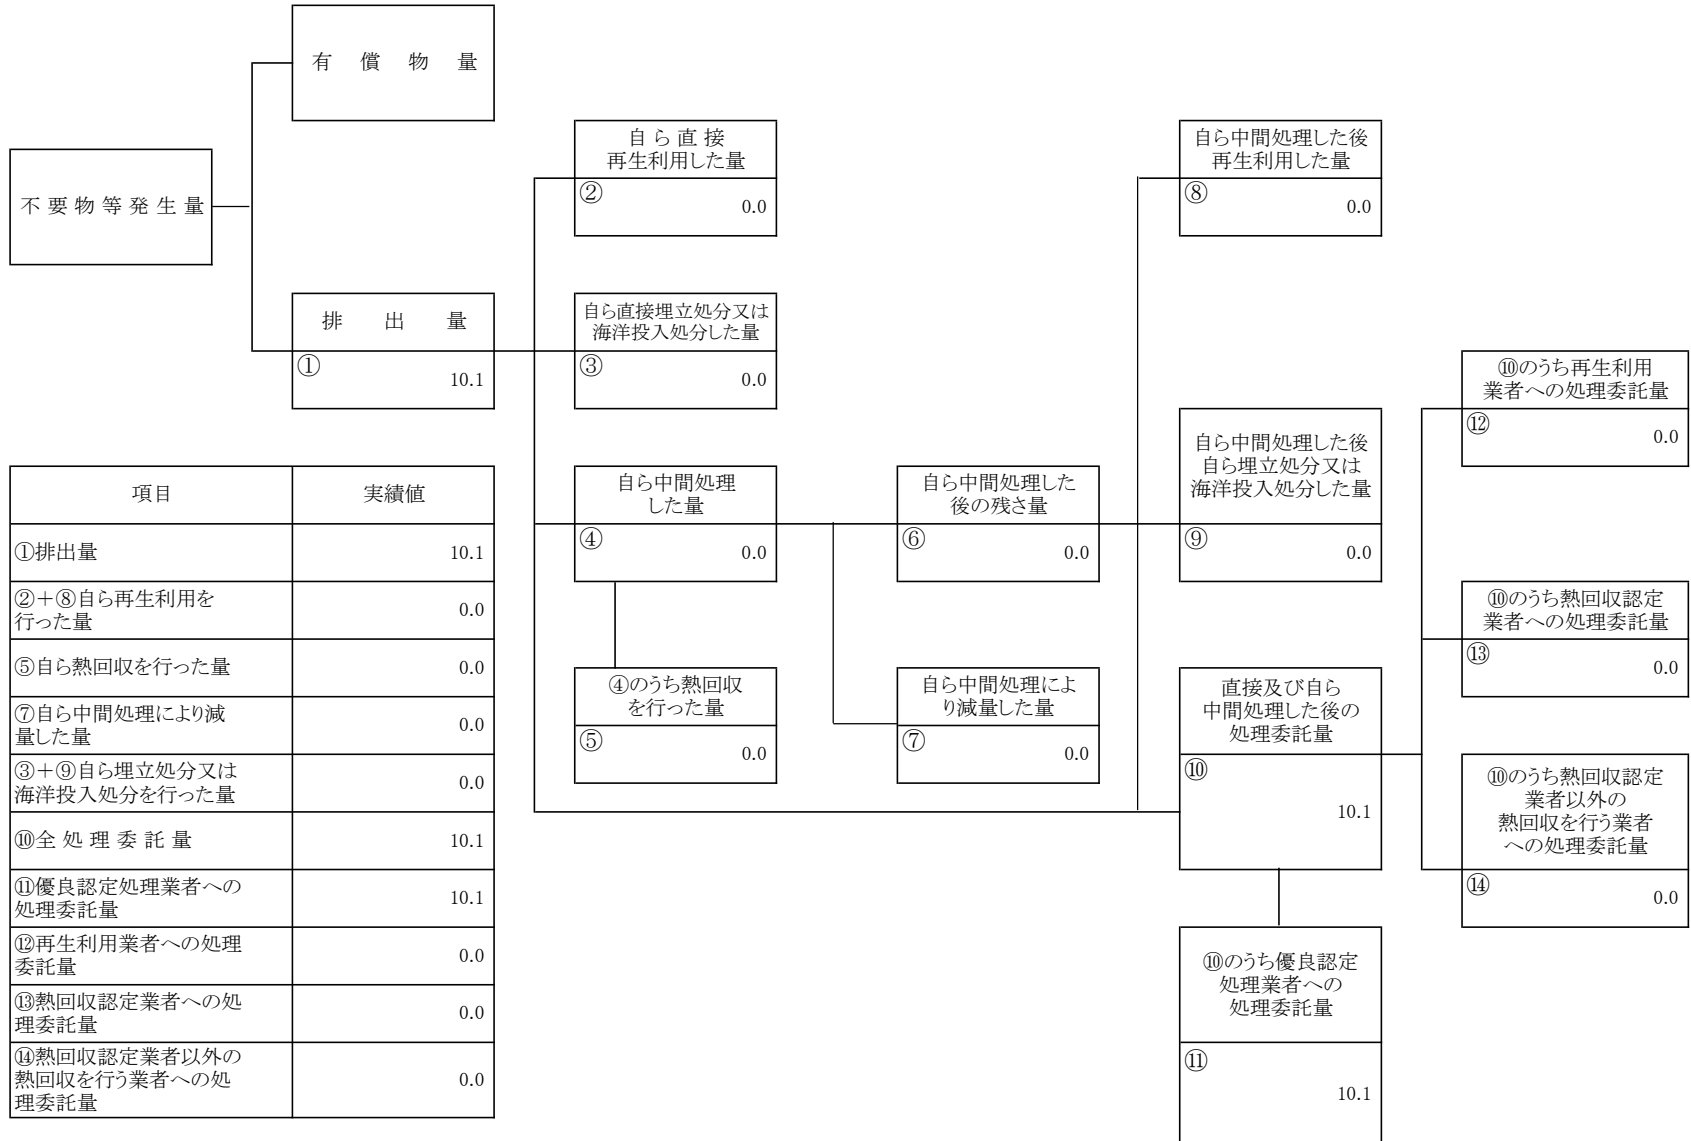 有償物量
不要物等発生量
排出量
①
10.1
自ら直接
再生利用した量
②
0.0
自ら直接埋立処分又は
海洋投入処分した量
③
0.0
自ら中間処理
した量
④
0.0
④のうち熱回収
を行った量
⑤
0.0
自ら中間処理した
後の残さ量
⑥
0.0
自ら中間処理によ
り減量した量
⑦
0.0
自ら中間処理した後
再生利用した量
⑧
0.0
自ら中間処理した後
自ら埋立処分又は
海洋投入処分した量
⑨
0.0
直接及び自ら
中間処理した後の
処理委託量
⑩
10.1
⑩のうち優良認定
処理業者への
処理委託量
⑪
10.1
⑩のうち再生利用
業者への処理委託量
⑫
0.0
⑩のうち熱回収認定
業者への処理委託量
⑬
0.0
⑩のうち熱回収認定
業者以外の
熱回収を行う業者
への処理委託量
⑭
0.0
項目 実績値
①排出量 10.1
②+⑧自ら再生利用を
行った量 0.0
⑤自ら熱回収を行った量 0.0
⑦自ら中間処理により減
量した量 0.0
③+⑨自ら埋立処分又は
海洋投入処分を行った量 0.0
⑩全処理委託量 10.1
⑪優良認定処理業者への
処理委託量 10.1
⑫再生利用業者への処理
委託量 0.0
⑬熱回収認定業者への処
理委託量 0.0
⑭熱回収認定業者以外の
熱回収を行う業者への処
理委託量 0.0